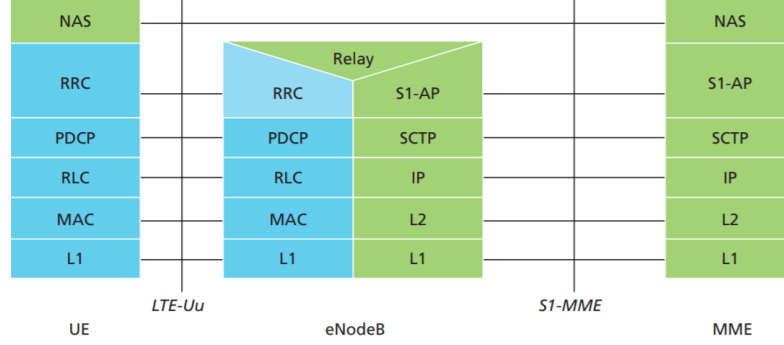 NAS NAS
Relay
RRC RRC S1-AP S1-AP
PDCP PDCP SCTP SCTP
RLC RLC IP IP
MAC MAC L2 L2
L1 L1 L1 L1
LTE-Uu S1-MME
UE eNodeB MME